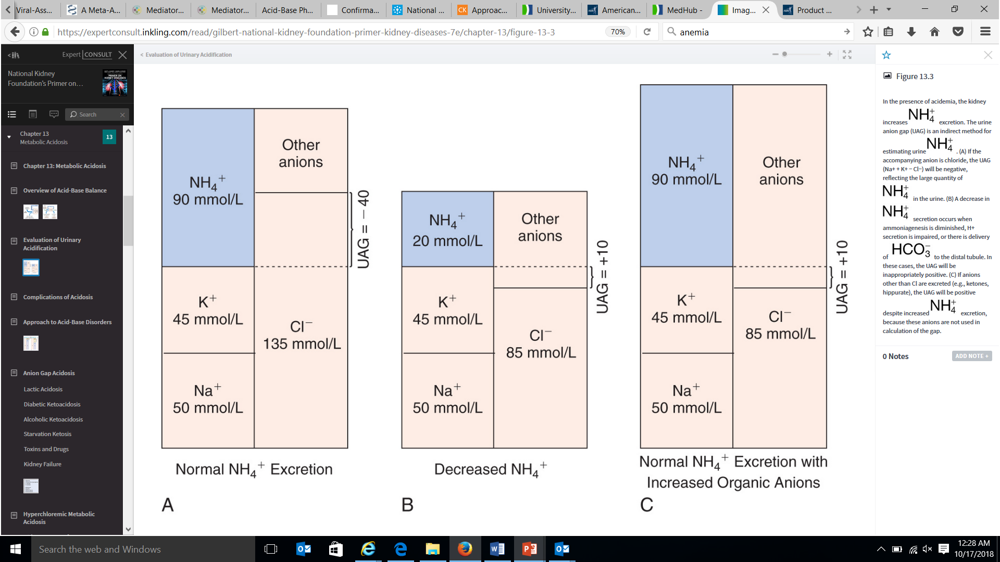 Viral-Ass...
A Meta-A...
Mediator...
Mediator...
Acid-Base Ph...
Confirma...
National ...
CK Approac...
University...
American...
MedHub -
Imag...
Product ...
https://expertconsult.inkling.com/read/gilbert-national-kidney-foundation-primer-kidney-diseases-7e/chapter-13/figure-13-3
70%
anemia
Expert CONSULT
National Kidney
Foundation's Primer on...
PRIMER ON
KIDNEY DISEASES
Search
Chapter 13
Metabolic Acidosis
13
Chapter 13: Metabolic Acidosis
Overview of Acid-Base Balance
Evaluation of Urinary
Acidification
Complications of Acidosis
Approach to Acid-Base Disorders
Anion Gap Acidosis
Lactic Acidosis
Diabetic Ketoacidosis
Alcoholic Ketoacidosis
Starvation Ketosis
Toxins and Drugs
Kidney Failure
Hyperchloremic Metabolic
Acidosis
< Evaluation of Urinary Acidification
NH4+
90 mmol/L
Other
anions
K+
45 mmol/L
Cl−
135 mmol/L
Na+
50 mmol/L
UAG = − 40
Normal NH4+ Excretion
A
NH4+
20 mmol/L
Other
anions
K+
45 mmol/L
Cl−
85 mmol/L
Na+
50 mmol/L
UAG = +10
Decreased NH4+
B
NH4+
90 mmol/L
Other
anions
K+
45 mmol/L
Cl−
85 mmol/L
Na+
50 mmol/L
UAG = +10
Normal NH4+ Excretion with
Increased Organic Anions
C
Figure 13.3
In the presence of acidemia, the kidney
increases NH4+ excretion. The urine
anion gap (UAG) is an indirect method for
estimating urine NH4+ . (A) If the
accompanying anion is chloride, the UAG
(Na+ + K+ − Cl−) will be negative,
reflecting the large quantity of
NH4+ in the urine. (B) A decrease in
NH4+ secretion occurs when
ammoniagenesis is diminished, H+
secretion is impaired, or there is delivery
of HCO3− to the distal tubule. In
these cases, the UAG will be
inappropriately positive. (C) If anions
other than Cl are excreted (e.g., ketones,
hippurate), the UAG will be positive
despite increased NH4+ excretion,
because these anions are not used in
calculation of the gap.
0 Notes
ADD NOTE +
Search the web and Windows
12:28 AM
10/17/2018